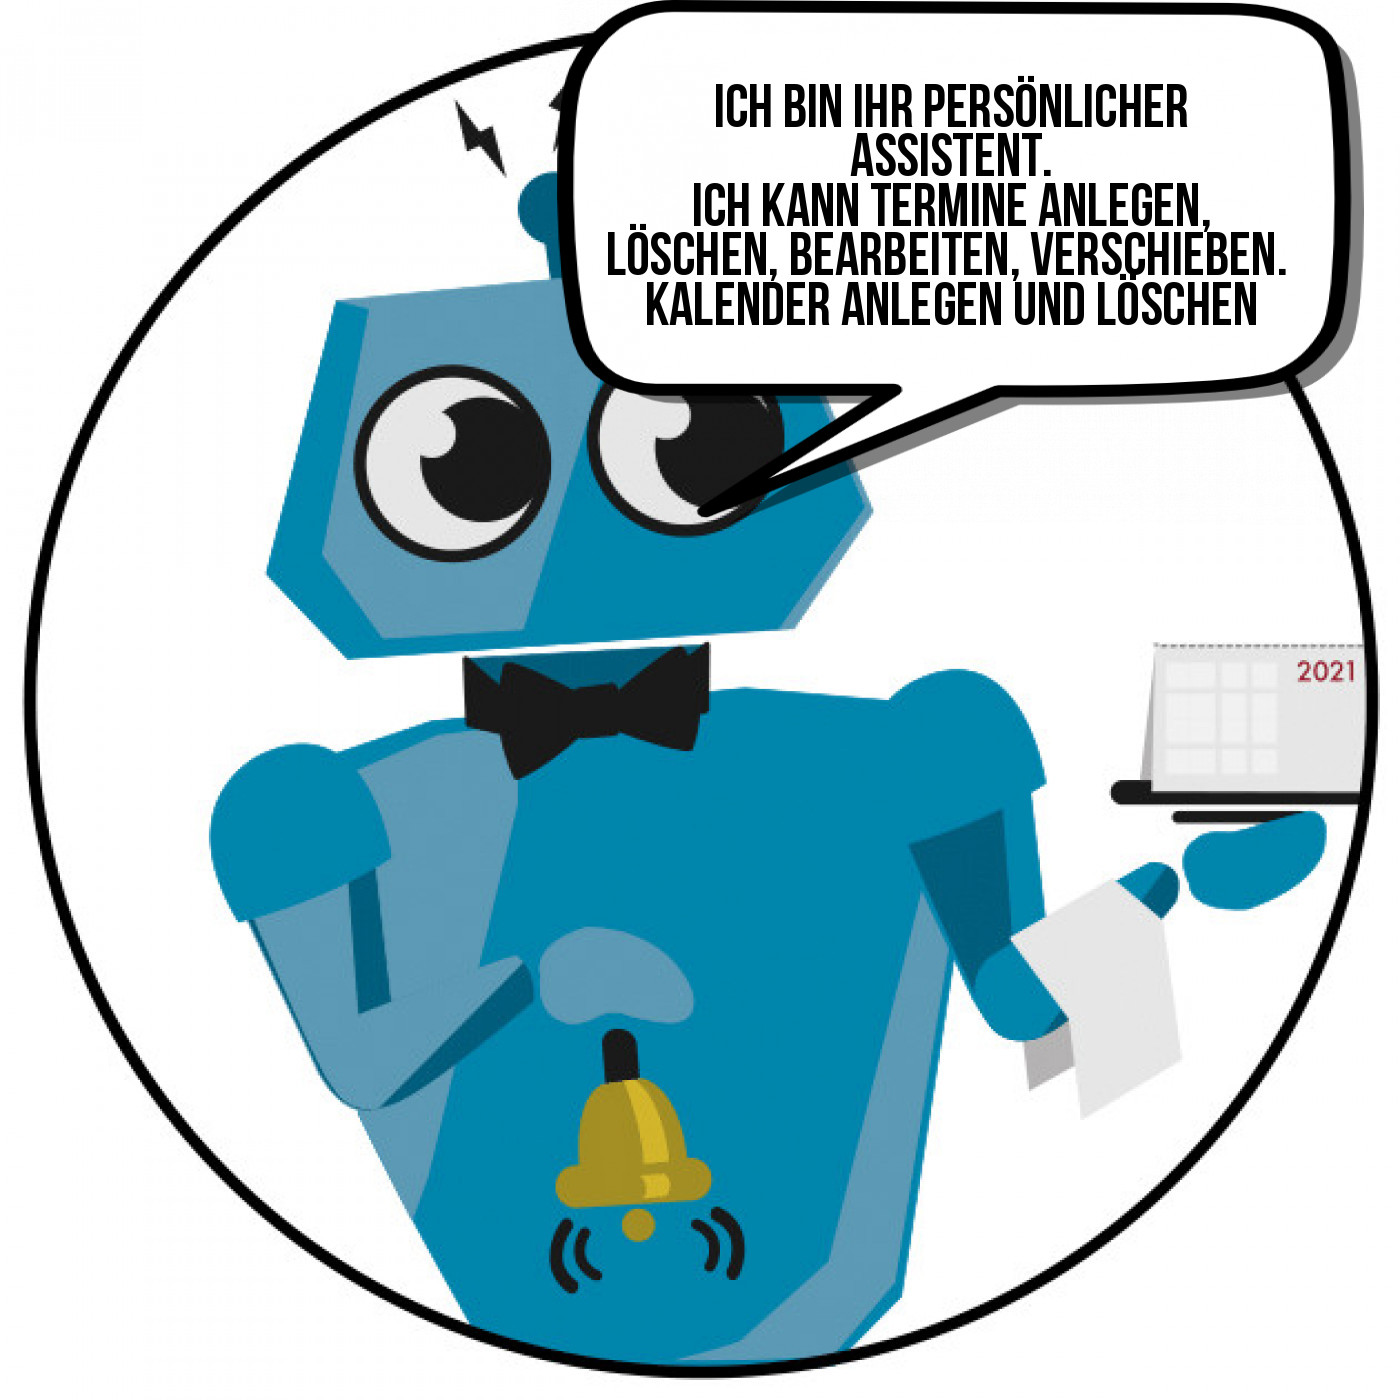 ICH BIN IHR PERSÖNLICHER
ASSISTENT.
ICH KANN TERMINE ANLEGEN,
LÖSCHEN, BEARBEITEN, VERSCHIEBEN.
KALENDER ANLEGEN UND LÖSCHEN
2021